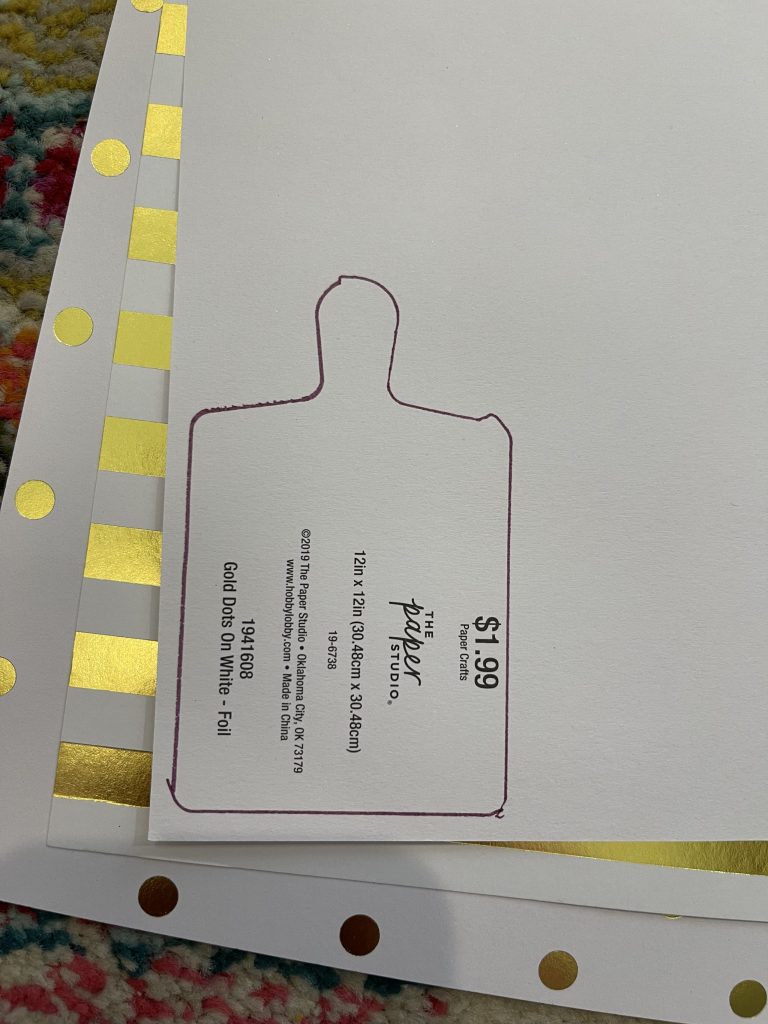 $1.99
Paper Crafts
THE
paper
STUDIO®
12in x 12in (30.48cm x 30.48cm)
19-6738
©2019 The Paper Studio • Oklahoma City, OK 73179
www.hobbylobby.com • Made in China
1941608
Gold Dots On White - Foil